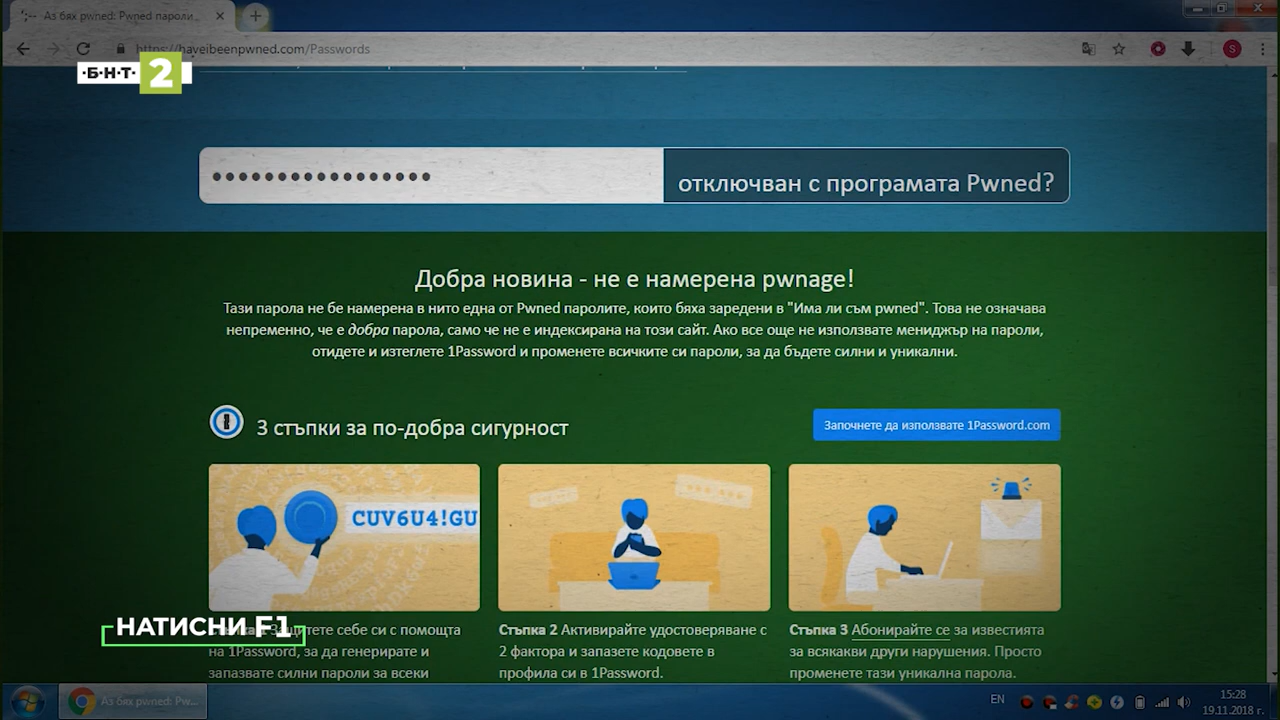 Аз бях pwned: Pwned пароли
https://haveibeenpwned.com/Passwords
·Б·Н·Т· 2
отключван с програмата Pwned?
Добра новина - не е намерена pwnage!
Тази парола не бе намерена в нито една от Pwned паролите, които бяха заредени в "Има ли съм pwned". Това не означава
непременно, че е добра парола, само че не е индексирана на този сайт. Ако все още не използвате мениджър на пароли,
отидете и изтеглете 1Password и променете всичките си пароли, за да бъдете силни и уникални.
3 стъпки за по-добра сигурност
Започнете да използвате 1Password.com
CUV6U4!GU
НАТИСНИ F1
Стъпка 1 Защитете себе си с помощта
на 1Password, за да генерирате и
запазвате силни пароли за всеки
Стъпка 2 Активирайте удостоверяване с
2 фактора и запазете кодовете в
профила си в 1Password.
Стъпка 3 Абонирайте се за известията
за всякакви други нарушения. Просто
променете тази уникална парола.
Аз бях pwned: Pw...
EN
15:28
19.11.2018 г.